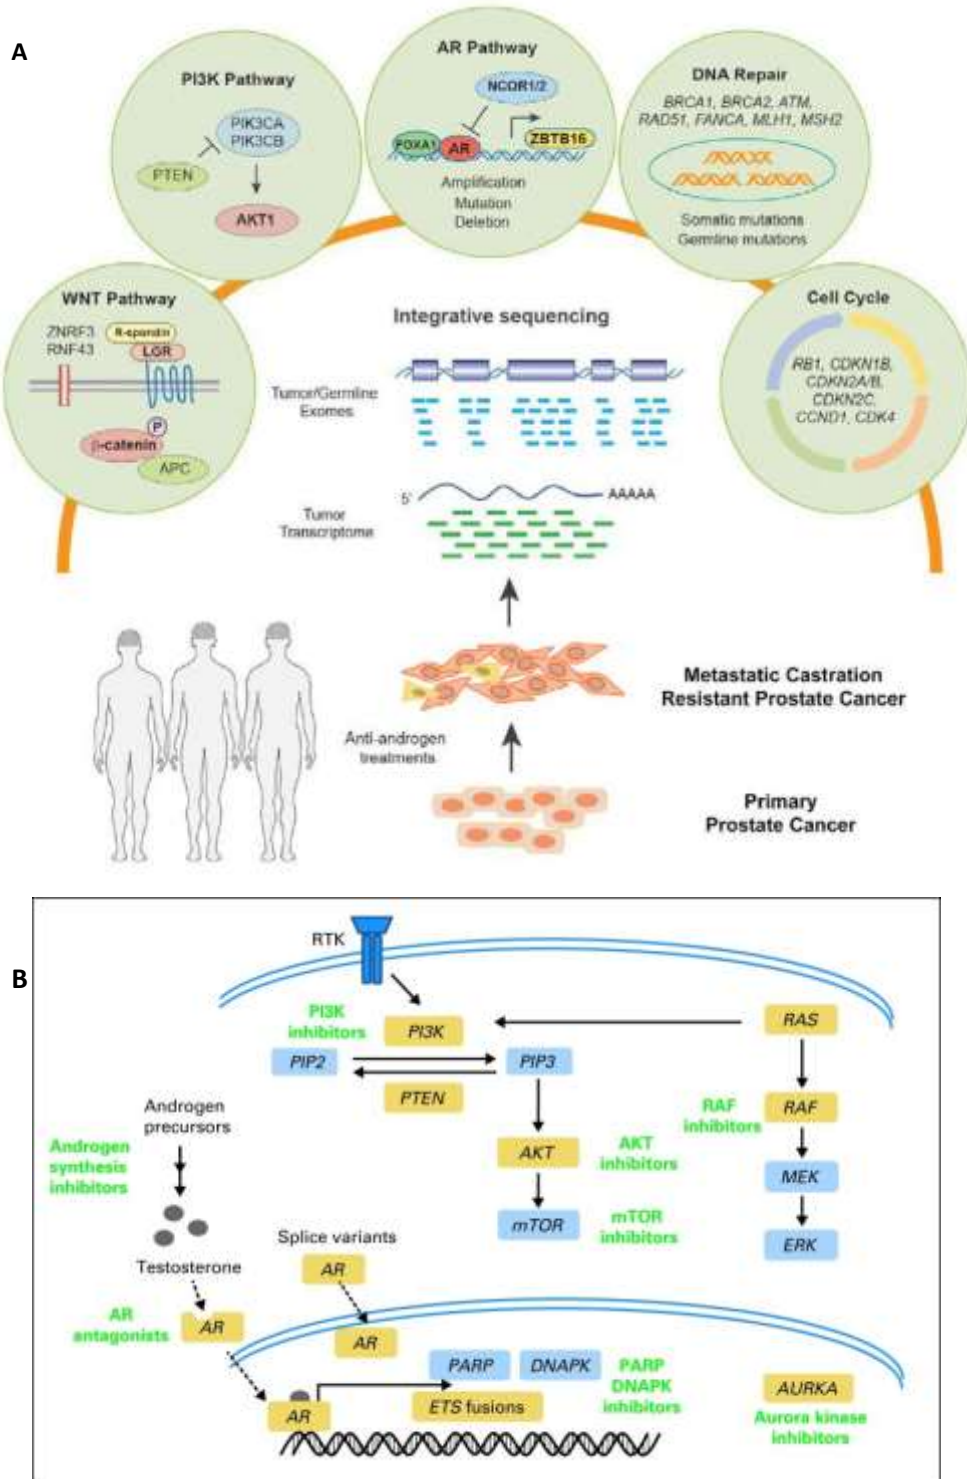 A
PI3K Pathway
PIK3CA
PIK3CB
PTEN
AKT1
AR Pathway
NCOR1/2
FOXA1
AR
ZBTB16
Amplification
Mutation
Deletion
DNA Repair
BRCA1, BRCA2, ATM,
RAD51, FANCA, MLH1, MSH2
Somatic mutations
Germline mutations
WNT Pathway
ZNRF3
RNF43
R-spondin
LGR
P
β-catenin
APC
Cell Cycle
RB1, CDKN1B,
CDKN2A/B,
CDKN2C,
CCND1, CDK4
Integrative sequencing
Tumor/Germline
Exomes
5'
AAAAA
Tumor
Transcriptome
Metastatic Castration
Resistant Prostate Cancer
Anti-androgen
treatments
Primary
Prostate Cancer
B
RTK
PI3K
inhibitors
PI3K
RAS
PIP2
PIP3
PTEN
RAF
inhibitors
RAF
Androgen
precursors
Androgen
synthesis
inhibitors
AKT
AKT
inhibitors
MEK
mTOR
mTOR
inhibitors
ERK
Testosterone
Splice variants
AR
AR
antagonists
AR
AR
PARP
DNAPK
PARP
DNAPK
inhibitors
AR
ETS fusions
AURKA
Aurora kinase
inhibitors